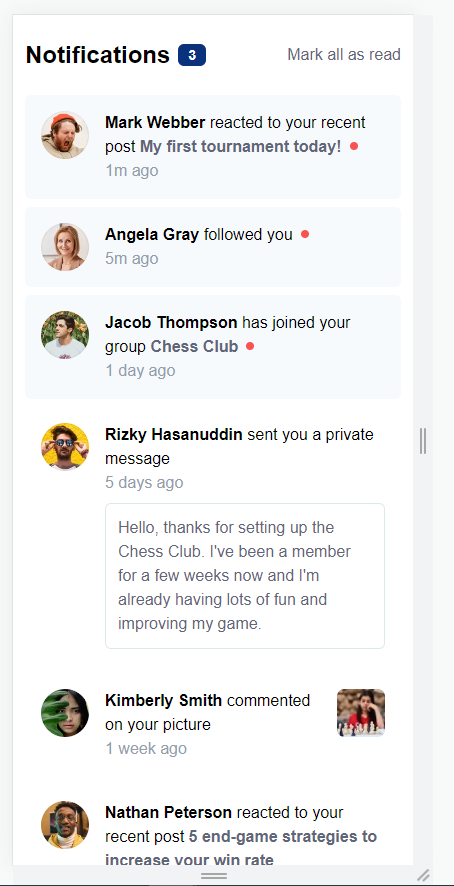 Notifications 3 Mark all as read
Mark Webber reacted to your recent
post My first tournament today!
1m ago
Angela Gray followed you
5m ago
Jacob Thompson has joined your
group Chess Club
1 day ago
Rizky Hasanuddin sent you a private
message
5 days ago
Hello, thanks for setting up the
Chess Club. I've been a member
for a few weeks now and I'm
already having lots of fun and
improving my game.
Kimberly Smith commented
on your picture
1 week ago
Nathan Peterson reacted to your
recent post 5 end-game strategies to
increase your win rate